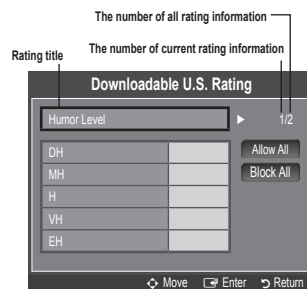 The number of all rating information
The number of current rating information
Rating title
Downloadable U.S. Rating
Humor Level
1/2
DH
Allow All
MH
Block All
H
VH
EH
Move Enter Return